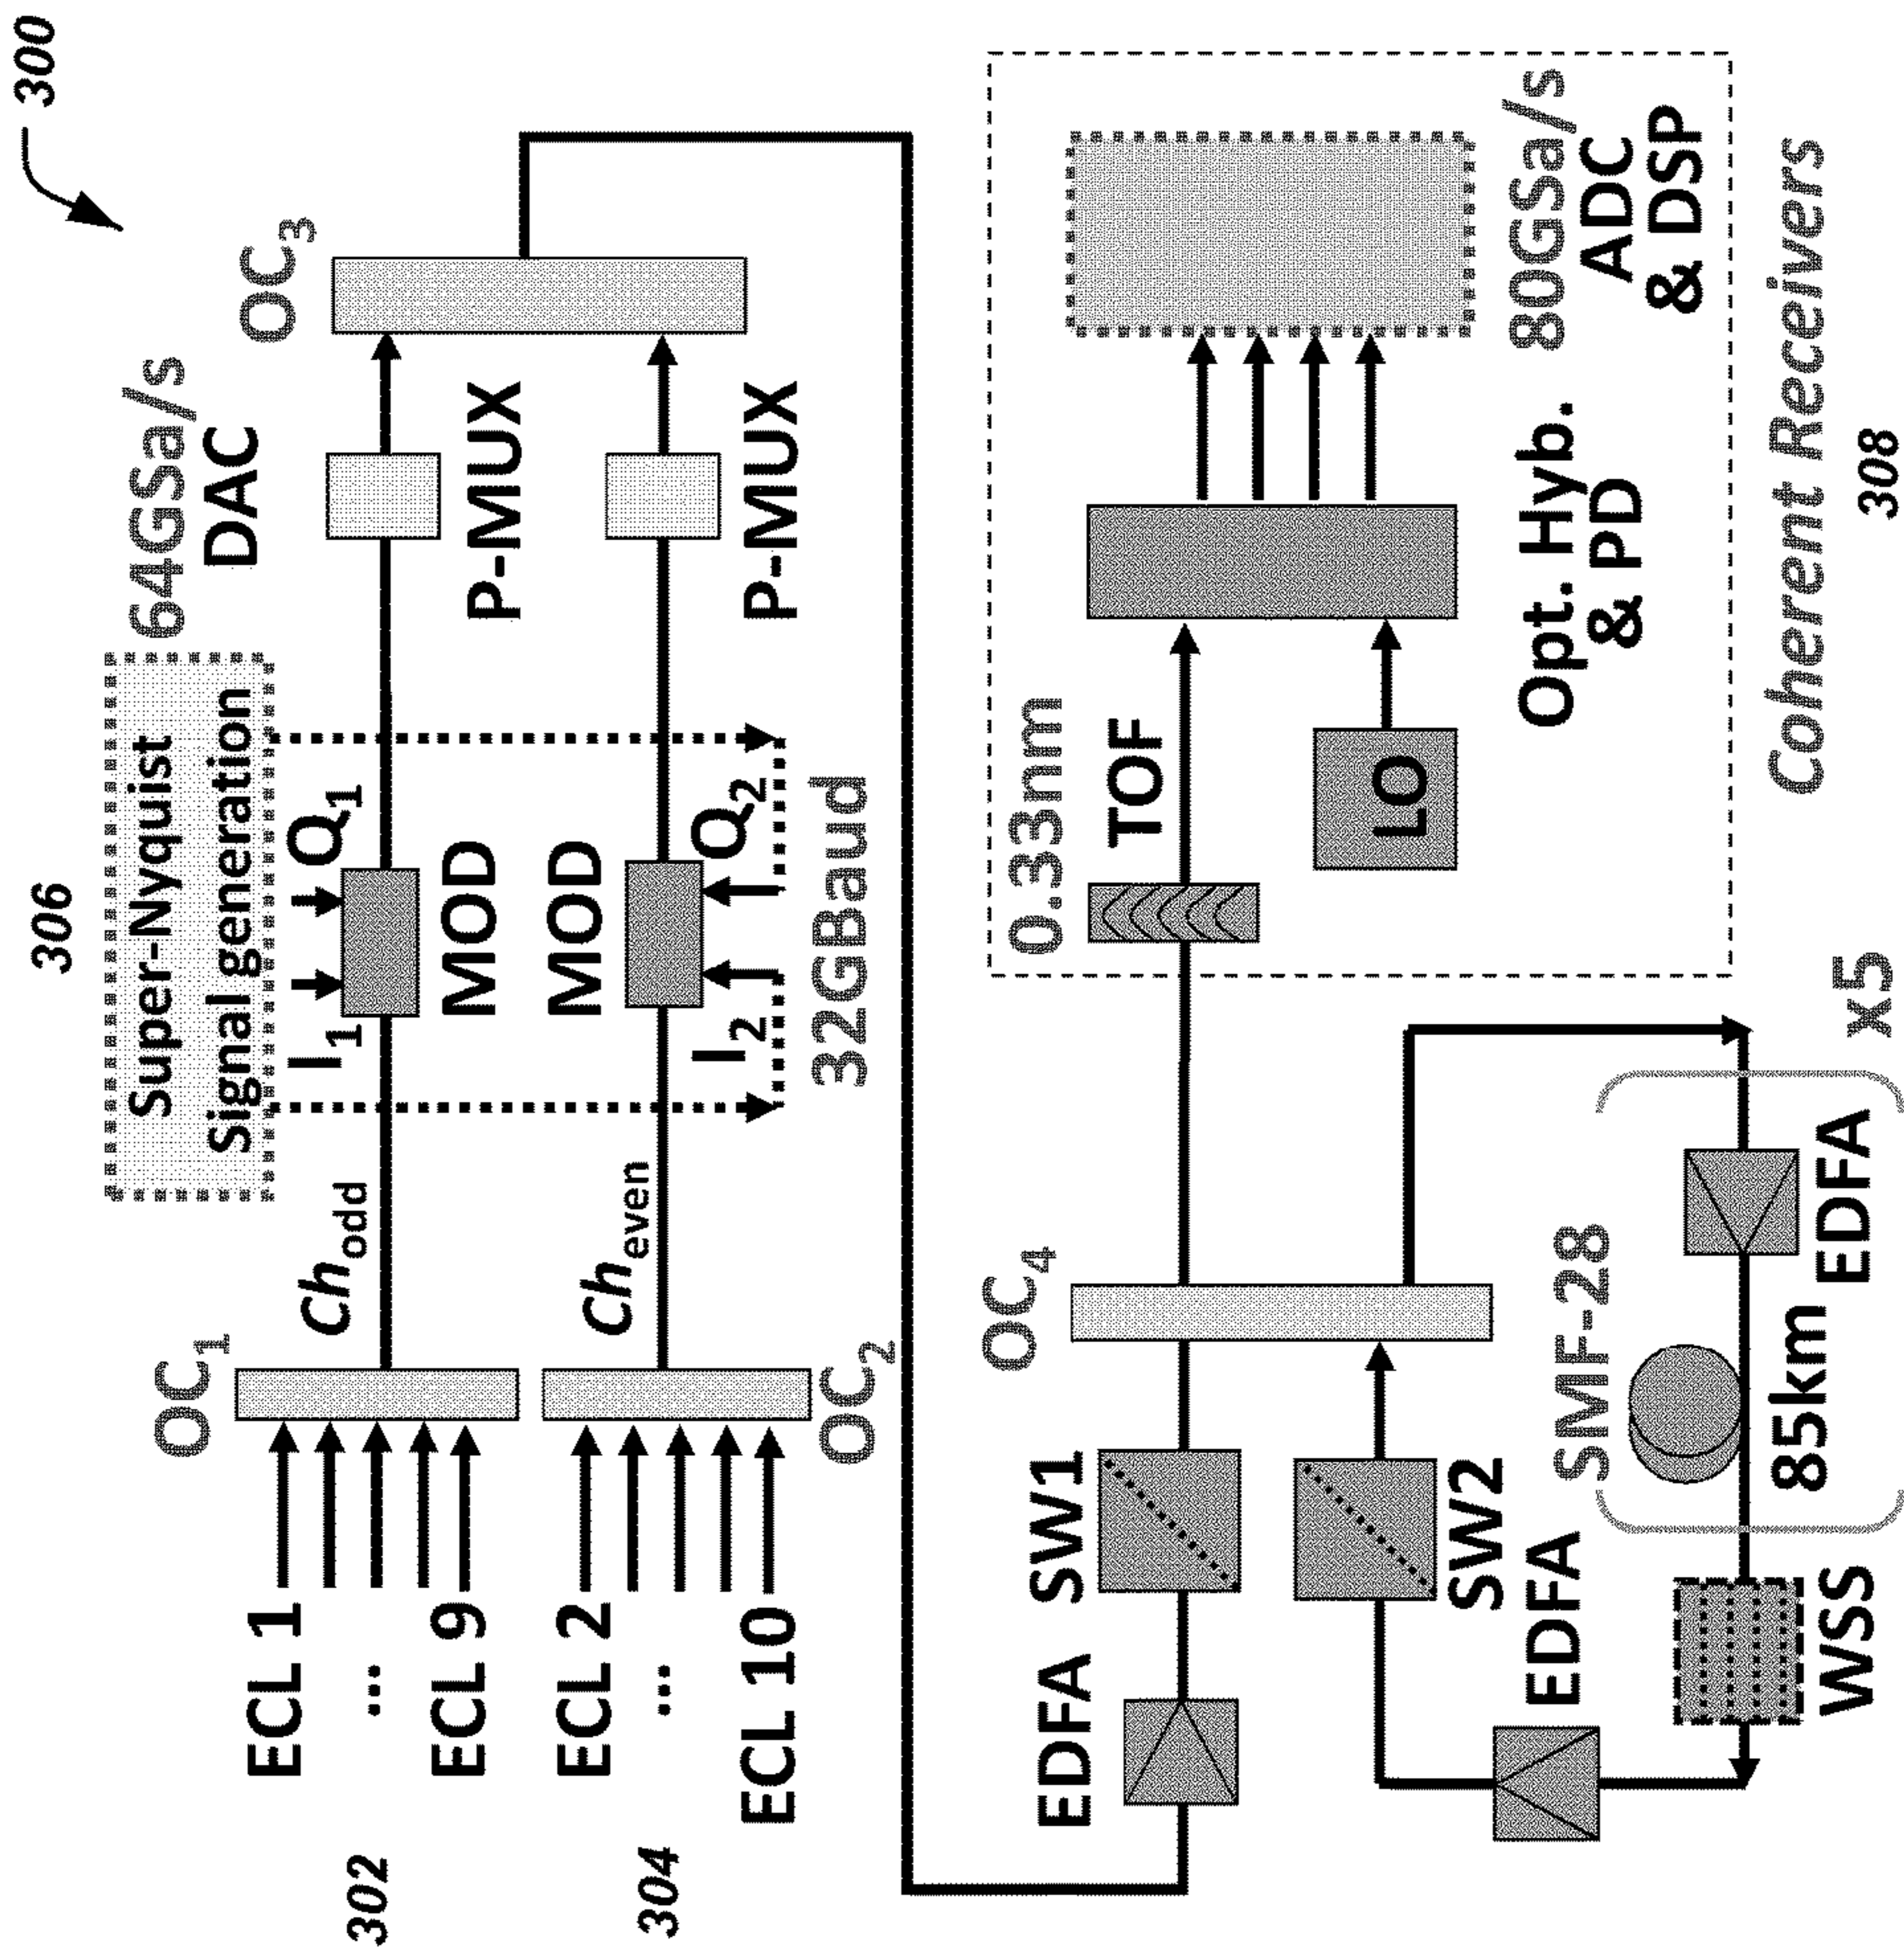 300
306
Super-Nyquist
Signal generation
64GSa/s
DAC
OC1
OC3
302
ECL 1
...
ECL 9
Chodd
I1
Q1
MOD
P-MUX
304
ECL 2
...
ECL 10
Cheven
MOD
P-MUX
I2
Q2
OC2
32GBaud
EDFA
SW1
OC4
0.33nm
TOF
LO
Opt. Hyb.
& PD
80GSa/s
ADC
& DSP
Coherent Receivers
308
SW2
EDFA
SMF-28
x5
WSS
85km
EDFA